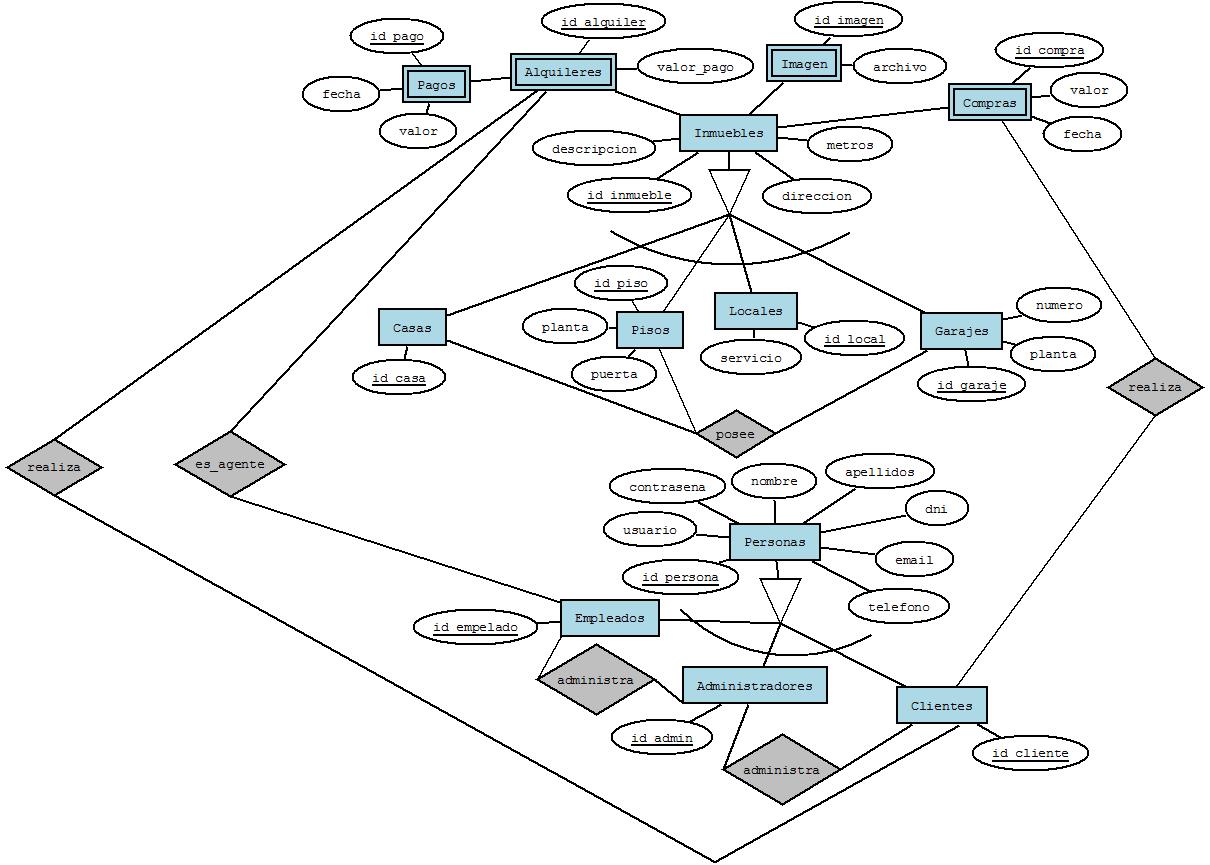 id imagen
id alquiler
id pago
id compra
valor_pago
Imagen
archivo
Alquileres
Pagos
fecha
valor
Compras
valor
fecha
Inmuebles
descripcion
metros
id inmueble
direccion
id piso
Casas
planta
Pisos
Locales
Garajes
numero
id local
servicio
planta
puerta
id casa
id garaje
realiza
posee
realiza
es_agente
contrasena
nombre
apellidos
dni
usuario
Personas
email
id persona
telefono
id empelado
Empleados
administra
Administradores
Clientes
id admin
id cliente
administra